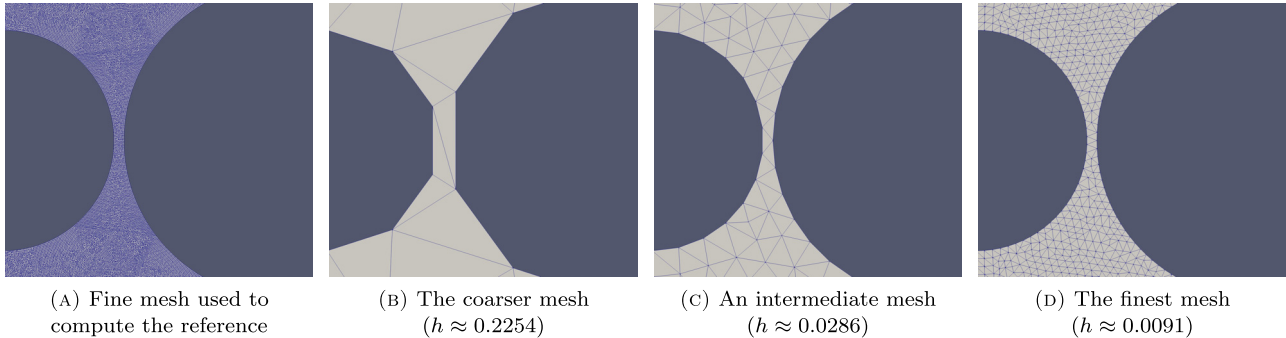 (A) Fine mesh used to
compute the reference
(B) The coarser mesh
(h ≈ 0.2254)
(C) An intermediate mesh
(h ≈ 0.0286)
(D) The finest mesh
(h ≈ 0.0091)